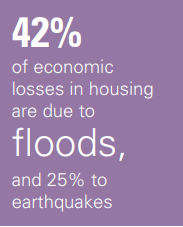 42%
of economic
losses in housing
are due to
floods,
and 25% to
earthquakes